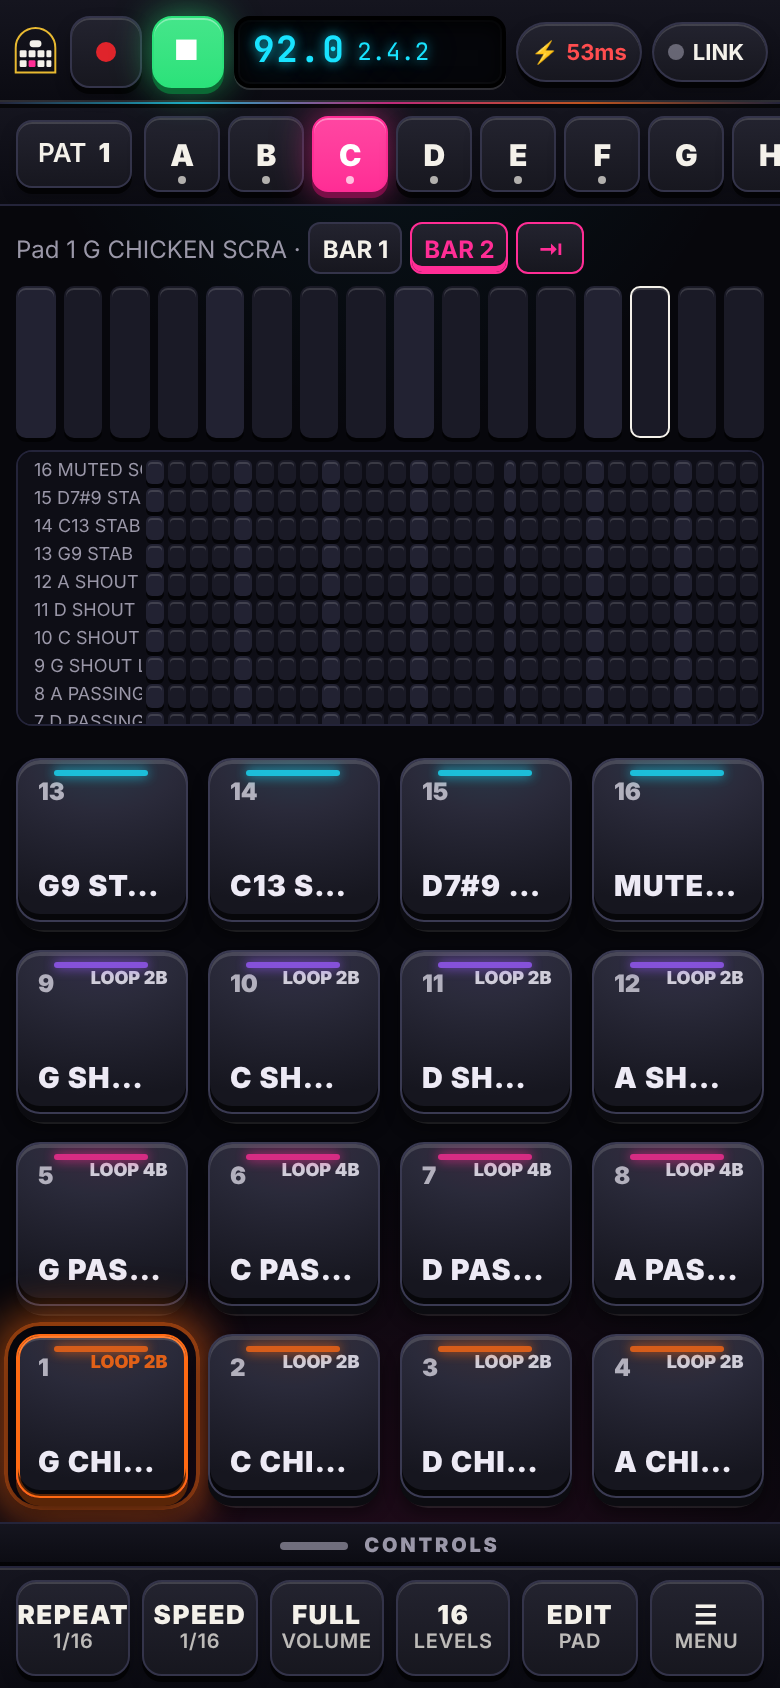 92.0 2.4.2 ⚡ 53ms LINK
PAT 1 A B C D E F G H
Pad 1 G CHICKEN SCRA · BAR 1 BAR 2 ⇥
16 MUTED S
15 D7#9 STA
14 C13 STAB
13 G9 STAB
12 A SHOUT
11 D SHOUT
10 C SHOUT
9 G SHOUT L
8 A PASSING
7 D PASSING
13 14 15 16
G9 ST... C13 S... D7#9 ... MUTE...
9 LOOP 2B 10 LOOP 2B 11 LOOP 2B 12 LOOP 2B
G SH... C SH... D SH... A SH...
5 LOOP 4B 6 LOOP 4B 7 LOOP 4B 8 LOOP 4B
G PAS... C PAS... D PAS... A PAS...
1 LOOP 2B 2 LOOP 2B 3 LOOP 2B 4 LOOP 2B
G CHI... C CHI... D CHI... A CHI...
CONTROLS
REPEAT SPEED FULL 16 EDIT ☰
1/16 1/16 VOLUME LEVELS PAD MENU